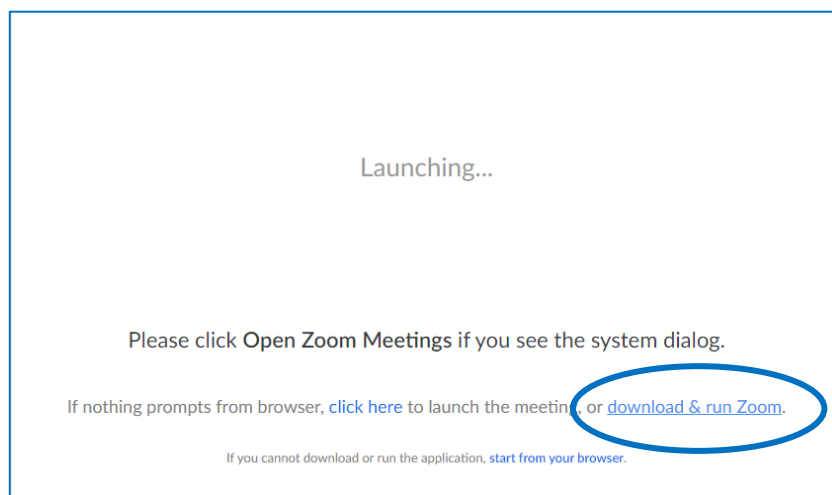 Launching...
Please click Open Zoom Meetings if you see the system dialog.
If nothing prompts from browser, click here to launch the meeting, or download & run Zoom.
If you cannot download or run the application, start from your browser.